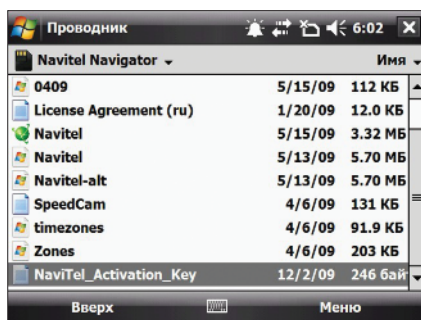 Проводник 6:02
Navitel Navigator Имя
0409 5/15/09 112 КБ
License Agreement (ru) 1/20/09 12.0 КБ
Navitel 5/15/09 3.32 МБ
Navitel 5/13/09 5.70 МБ
Navitel-alt 5/13/09 5.70 МБ
SpeedCam 4/6/09 131 КБ
timezones 4/6/09 91.9 КБ
Zones 4/6/09 203 КБ
NaviTel_Activation_Key 12/2/09 246 байт
Вверх Меню